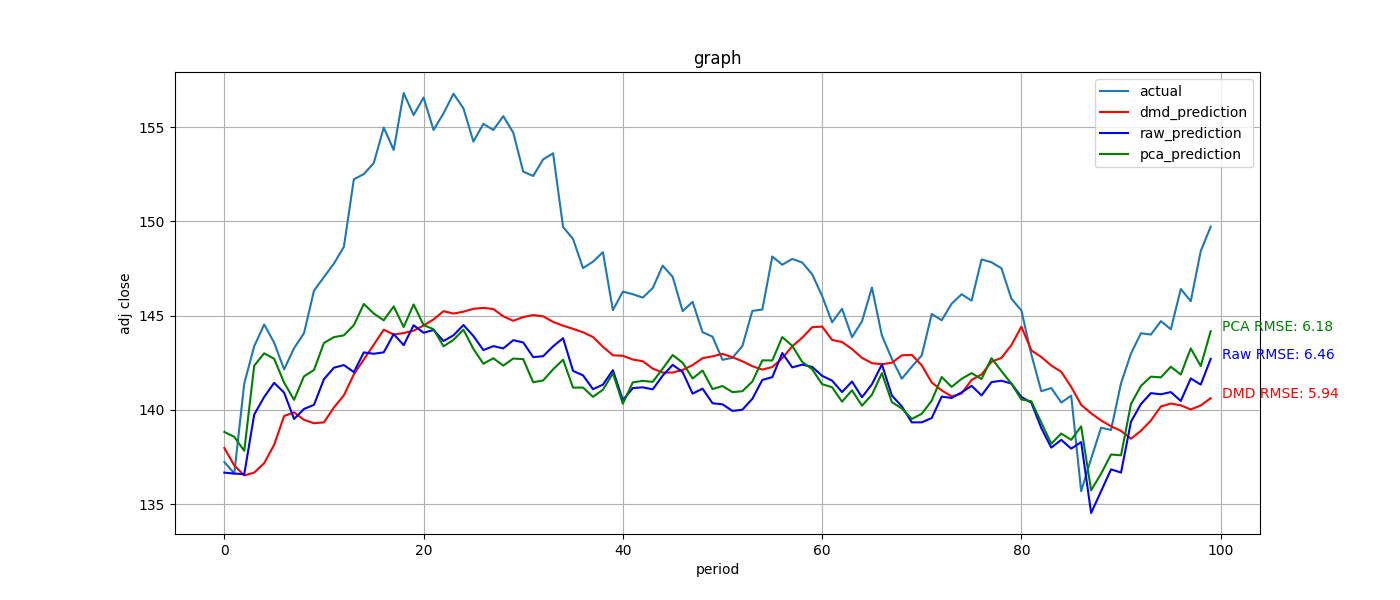 graph
actual
dmd_prediction
raw_prediction
pca_prediction
adj close
155
150
145
140
135
PCA RMSE: 6.18
Raw RMSE: 6.46
DMD RMSE: 5.94
0 20 40 60 80 100
period